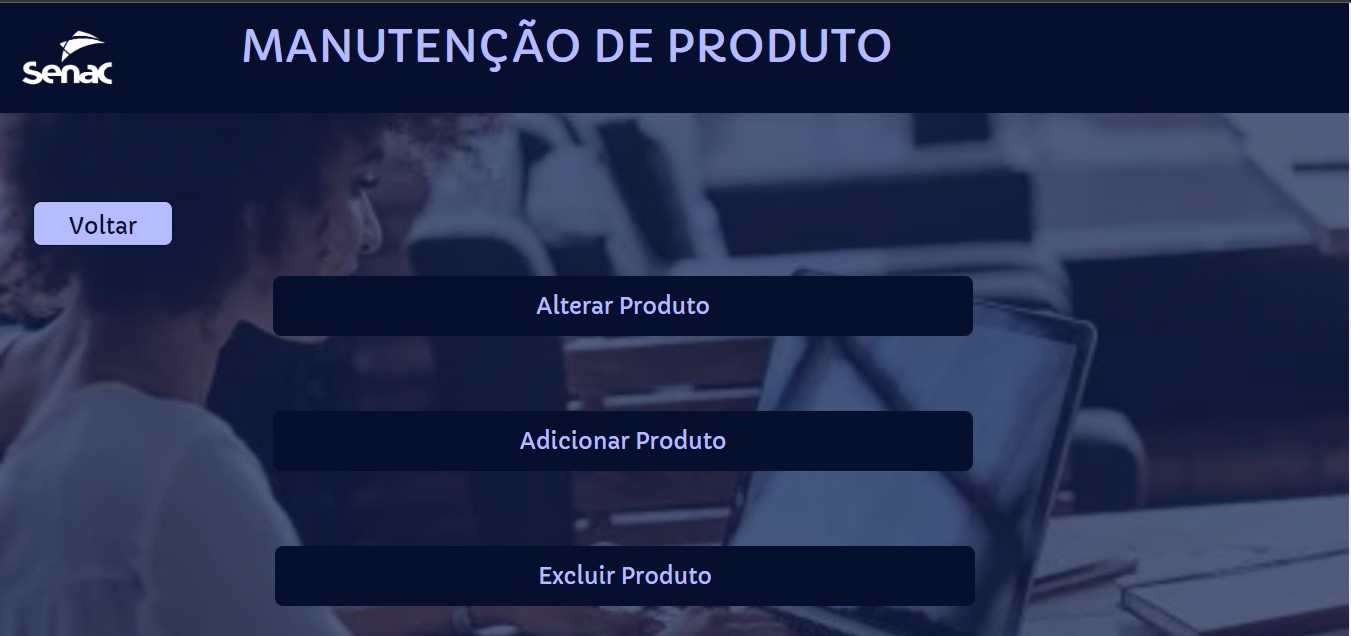 Senac
MANUTENÇÃO DE PRODUTO
Voltar
Alterar Produto
Adicionar Produto
Excluir Produto